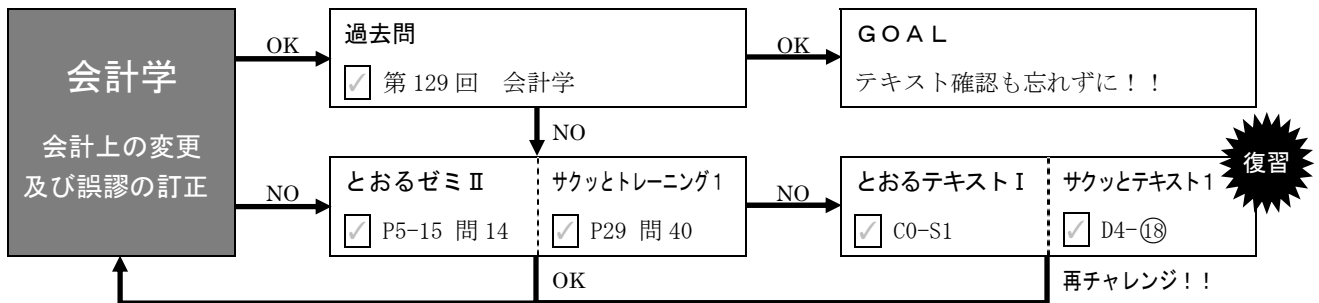 会計学
会計上の変更
及び誤謬の訂正
OK
過去問
✓ 第129回 会計学
OK
GOAL
テキスト確認も忘れずに！！
NO
NO
とおるゼミⅡ
✓ P5-15 問14
サクッとトレーニング1
✓ P29 問40
NO
とおるテキストⅠ
✓ C0-S1
サクッとテキスト1
✓ D4-⑱
復習
OK
再チャレンジ！！